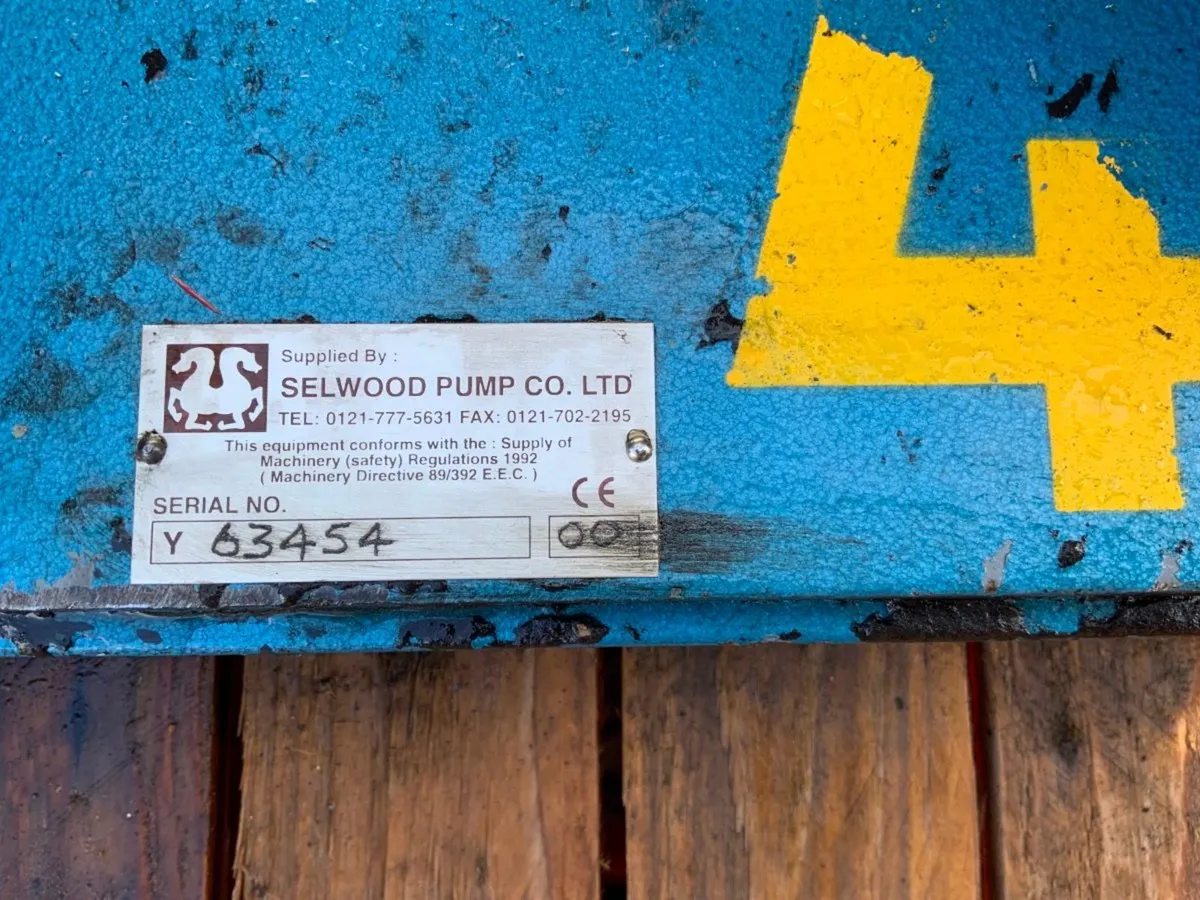 4
Supplied By :
SELWOOD PUMP CO. LTD
TEL: 0121-777-5631 FAX: 0121-702-2195
This equipment conforms with the : Supply of
Machinery (safety) Regulations 1992
( Machinery Directive 89/392 E.E.C. )
CE
SERIAL NO.
Y 63454 00